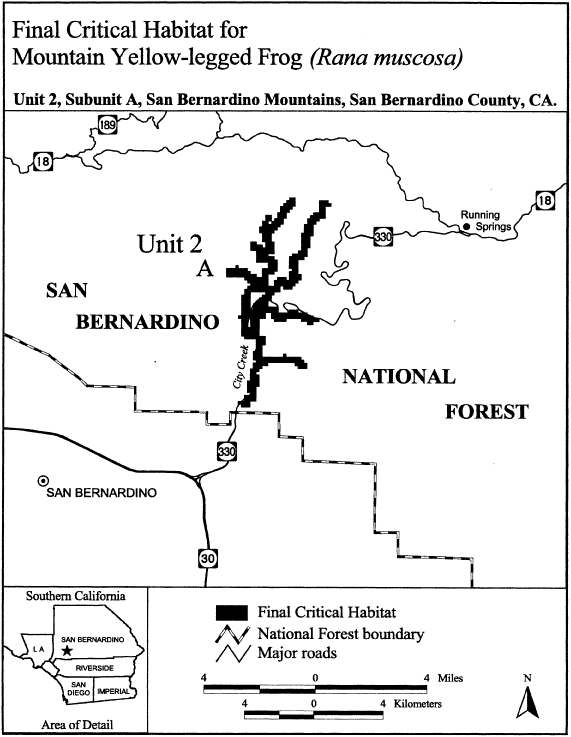 Final Critical Habitat for
Mountain Yellow-legged Frog (Rana muscosa)
Unit 2, Subunit A, San Bernardino Mountains, San Bernardino County, CA.
189
18
18
Running
Springs
330
Unit 2
A
SAN
BERNARDINO
City Creek
NATIONAL
FOREST
330
SAN BERNARDINO
30
Southern California
LA
SAN BERNARDINO
RIVERSIDE
SAN
DIEGO
IMPERIAL
Area of Detail
Final Critical Habitat
National Forest boundary
Major roads
4 0 4 Miles
4 0 4 Kilometers
N